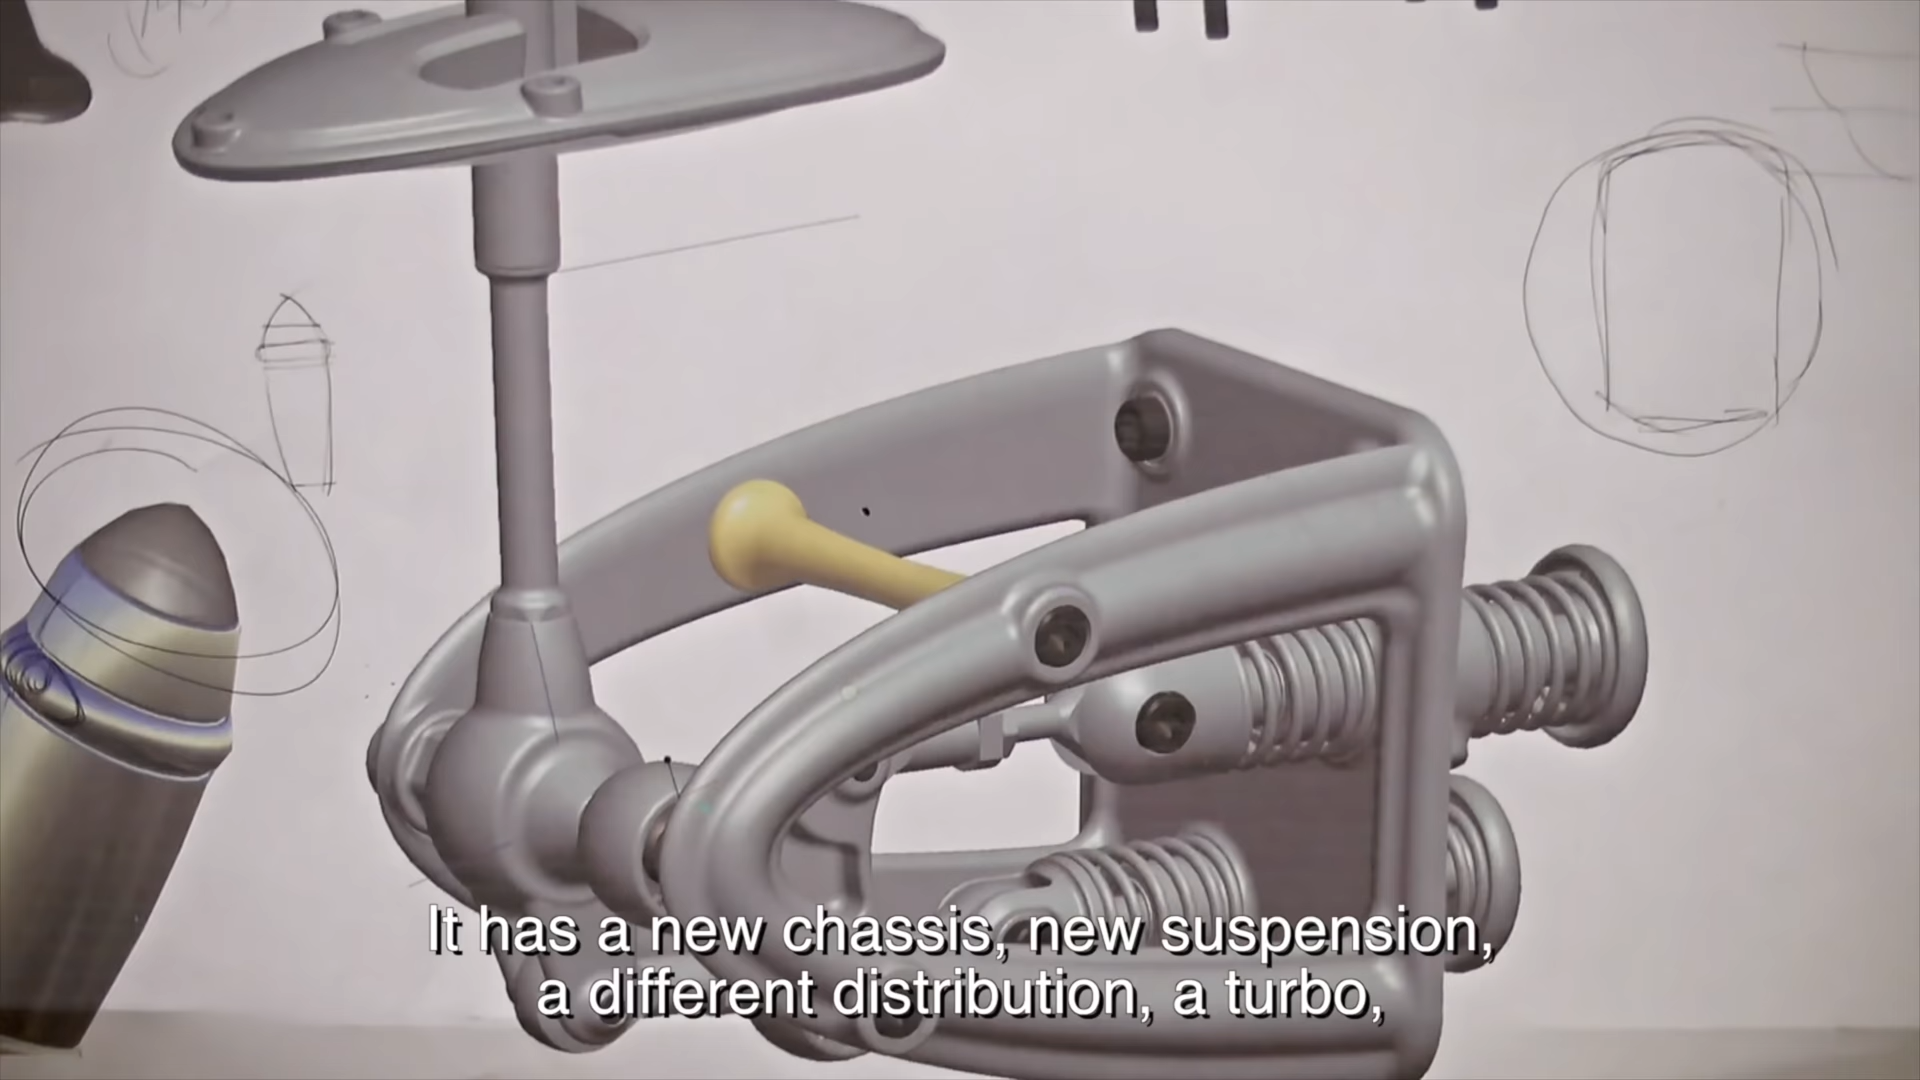 It has a new chassis, new suspension,
a different distribution, a turbo,